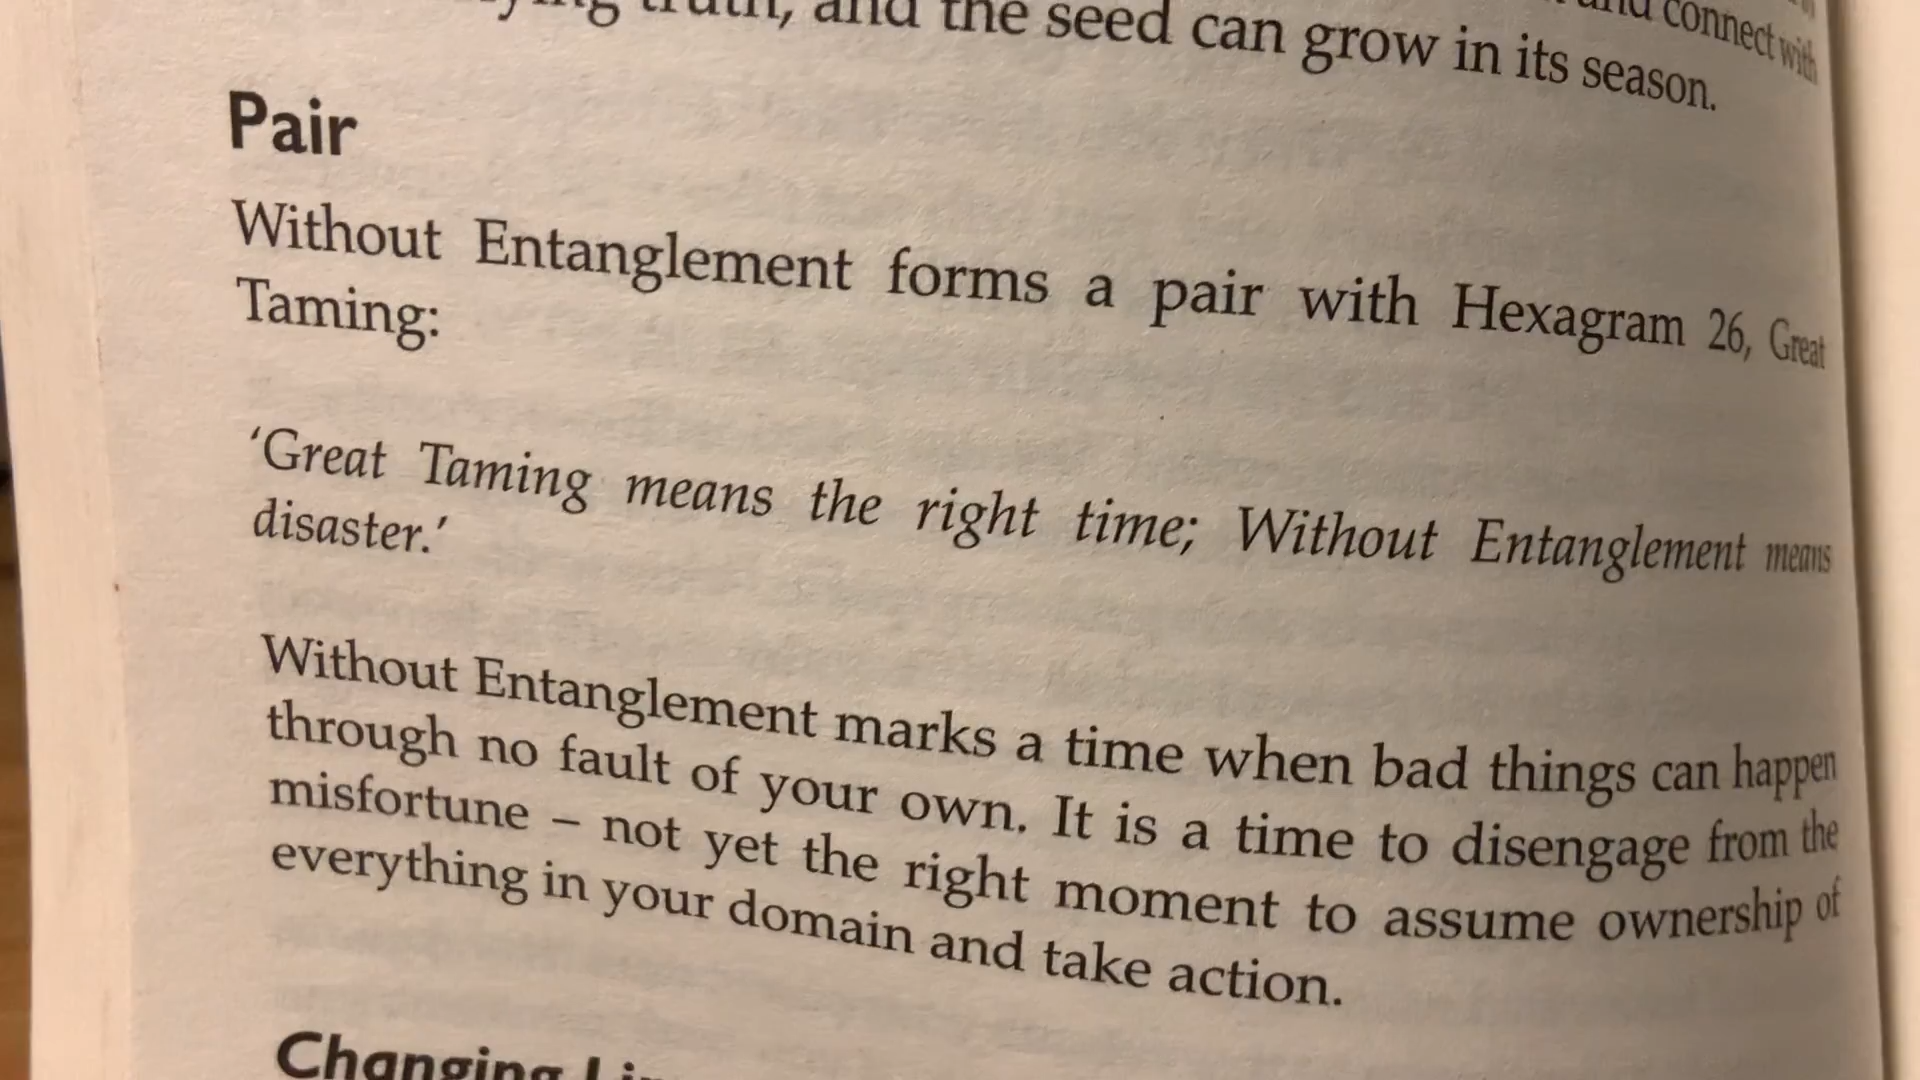 truth, and the seed can grow in its season.
and connect with
Pair
Without Entanglement forms a pair with Hexagram 26, Great
Taming:
‘Great Taming means the right time; Without Entanglement means
disaster.’
Without Entanglement marks a time when bad things can happen
through no fault of your own. It is a time to disengage from the
misfortune – not yet the right moment to assume ownership of
everything in your domain and take action.
Changing